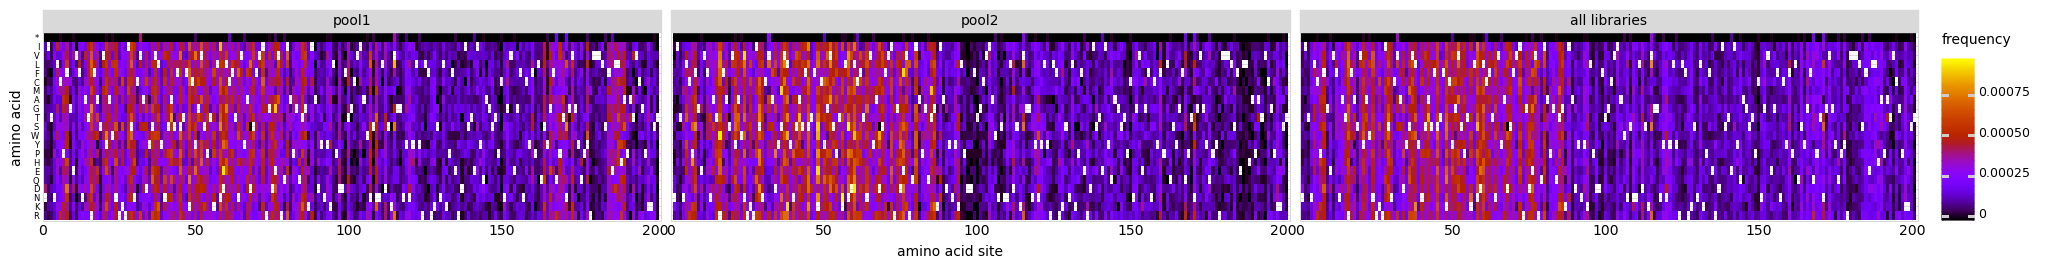 pool1
pool2
all libraries
frequency
0.00075
0.00050
0.00025
0
amino acid
*
I
V
L
F
C
M
A
G
T
S
W
Y
P
H
E
Q
D
N
K
R
0 50 100 150 200
0 50 100 150 200
0 50 100 150 200
amino acid site